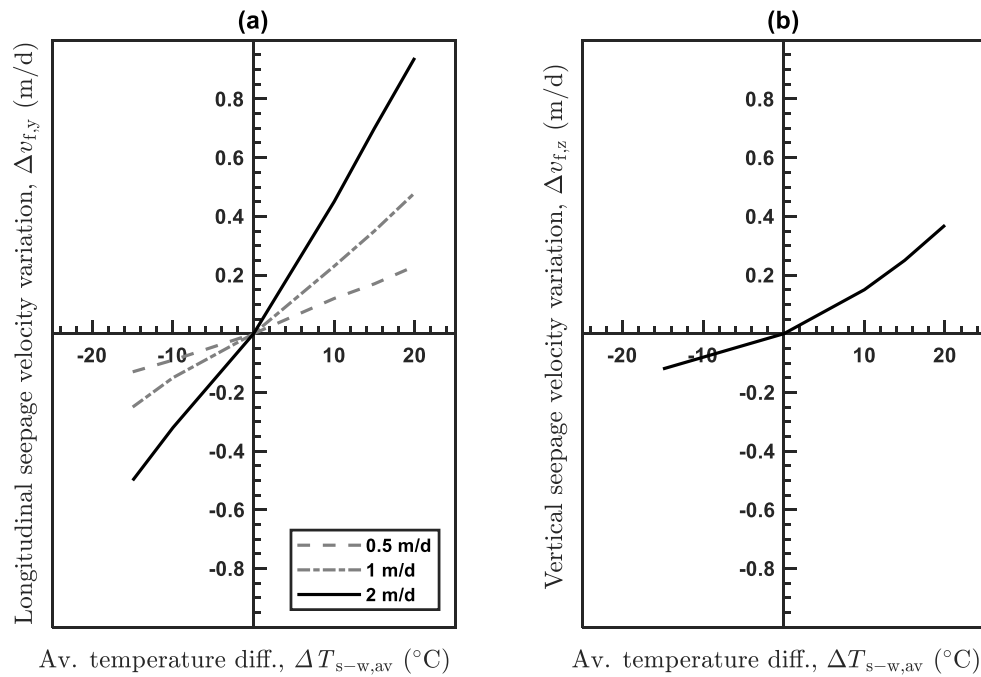 (a)
Longitudinal seepage velocity variation, Δv_f,y (m/d)
0.8
0.6
0.4
0.2
-20 -10 10 20
-0.2
-0.4
-0.6
-0.8
0.5 m/d
1 m/d
2 m/d
Av. temperature diff., ΔT_s−w,av (°C)
(b)
Vertical seepage velocity variation, Δv_f,z (m/d)
0.8
0.6
0.4
0.2
-20 -10 10 20
-0.2
-0.4
-0.6
-0.8
Av. temperature diff., ΔT_s−w,av (°C)